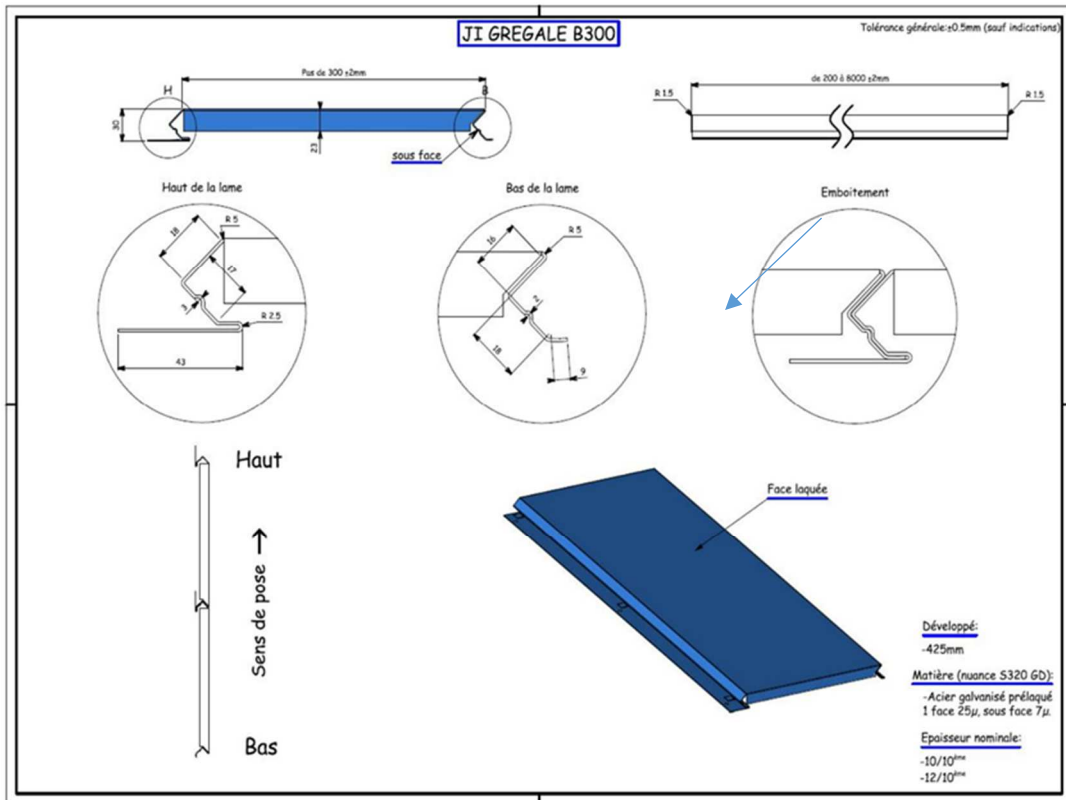 JI GREGALE B300
Tolérance générale:±0.5mm (sauf indications)
Pas de 300 ±2mm
H
B
30
23
sous face
de 200 à 8000 ±2mm
R 1.5
R 1.5
Haut de la lame
Bas de la lame
Emboitement
18
R 5
17
3
R 2.5
43
16
R 5
2
18
9
Haut
Sens de pose
Bas
Face laquée
Développé:
-425mm
Matière (nuance S320 GD):
-Acier galvanisé prélaqué
1 face 25µ, sous face 7µ.
Epaisseur nominale:
-10/10ème
-12/10ème